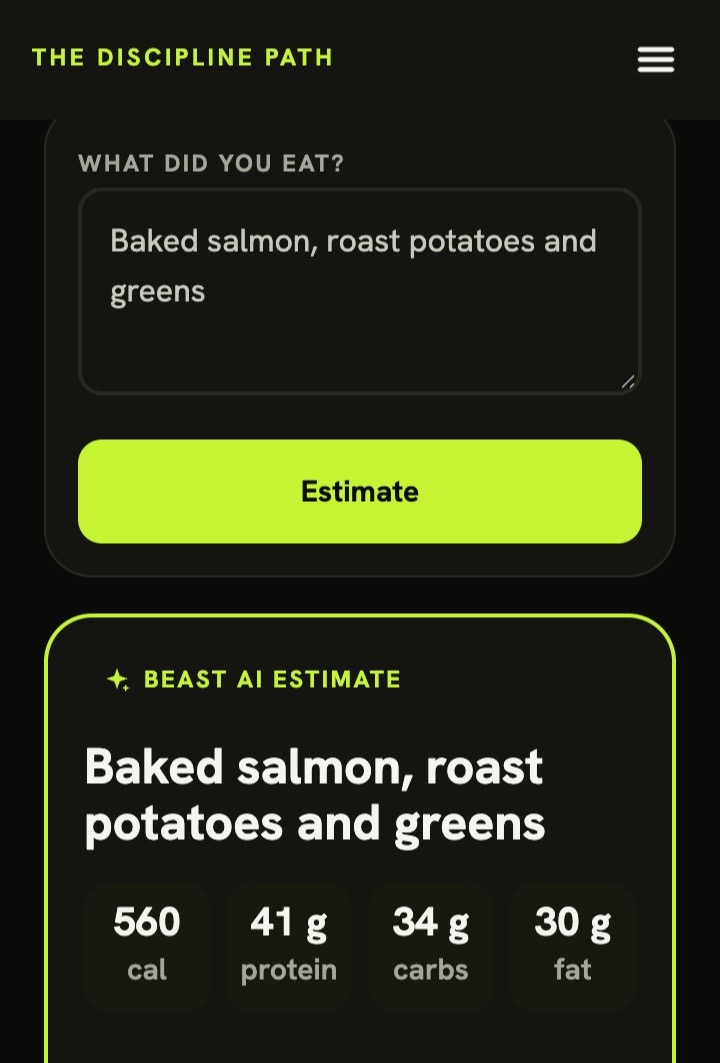 THE DISCIPLINE PATH
WHAT DID YOU EAT?
Baked salmon, roast potatoes and
greens
Estimate
BEAST AI ESTIMATE
Baked salmon, roast
potatoes and greens
560 41 g 34 g 30 g
cal protein carbs fat